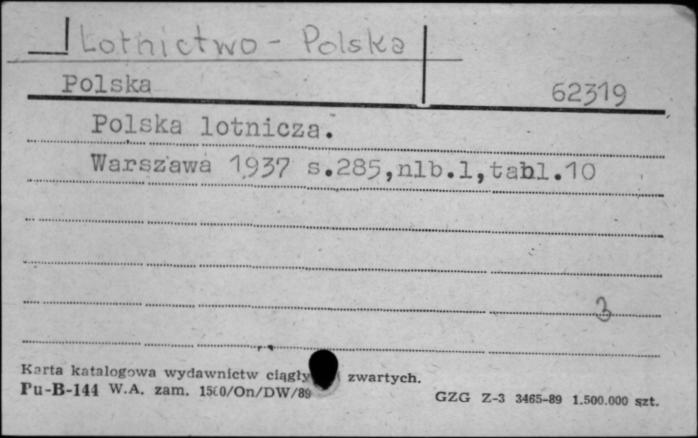 Lotnictwo - Polska
Polska 62319
Polska lotnicza.
Warszawa 1937 s.285,nlb.l,tabl.10
3
Karta katalogowa wydawnictw ciągły zwartych.
Pu-B-144 W.A. zam. 1500/On/DW/89
GZG Z-3 3465-89 1.500.000 szt.